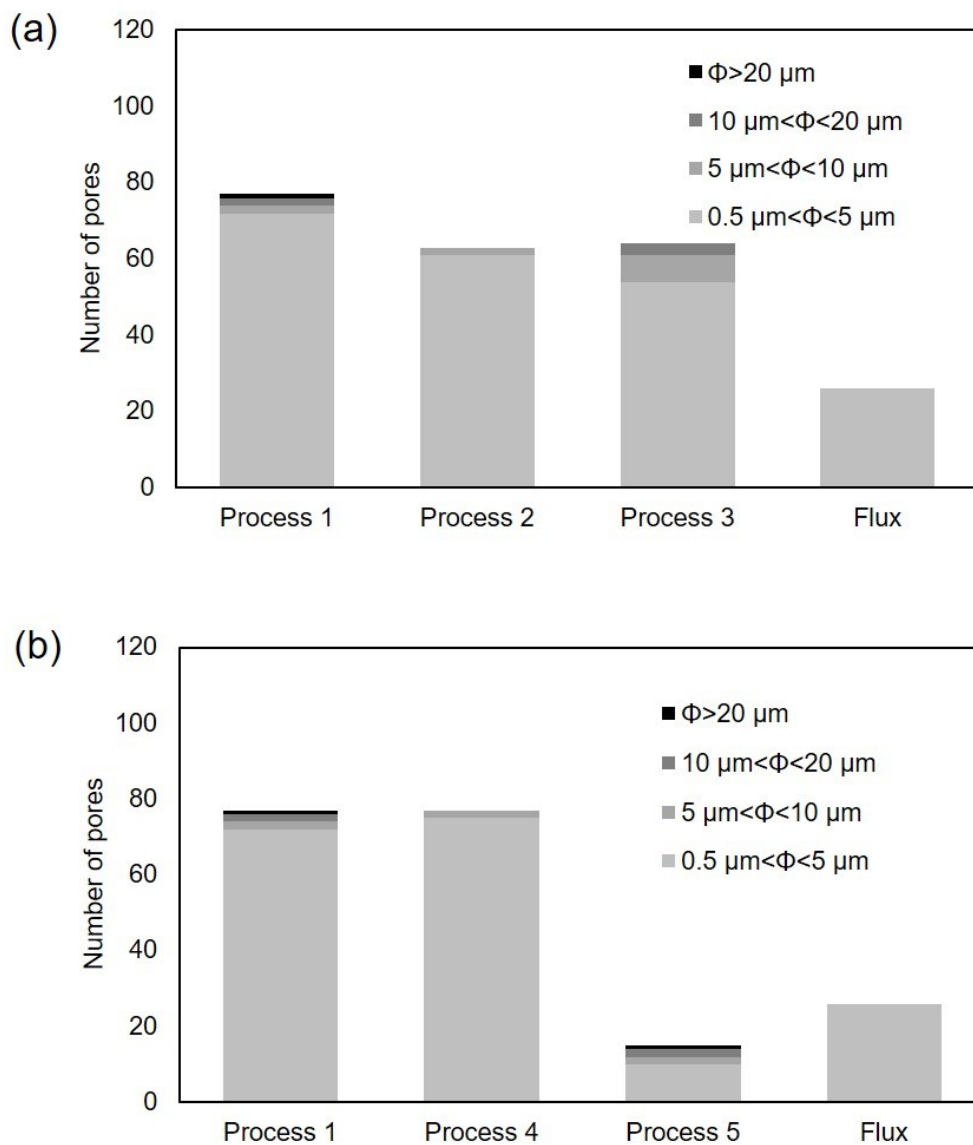 (a)
120
100
80
60
40
20
0
Number of pores
Φ>20 µm
10 µm<Φ<20 µm
5 µm<Φ<10 µm
0.5 µm<Φ<5 µm
Process 1 Process 2 Process 3 Flux
(b)
120
100
80
60
40
20
0
Number of pores
Φ>20 µm
10 µm<Φ<20 µm
5 µm<Φ<10 µm
0.5 µm<Φ<5 µm
Process 1 Process 4 Process 5 Flux